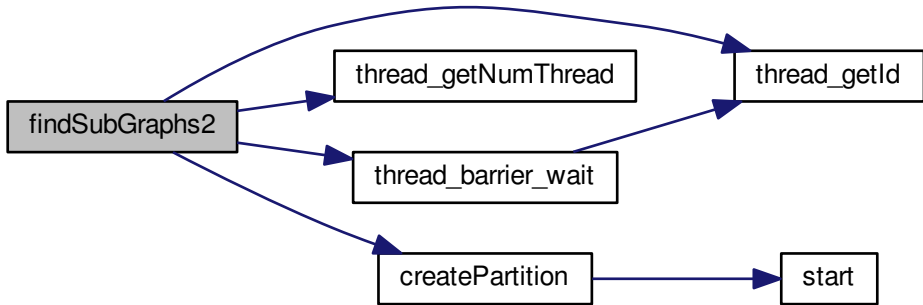 thread_getNumThread
thread_getId
findSubGraphs2
thread_barrier_wait
createPartition
start